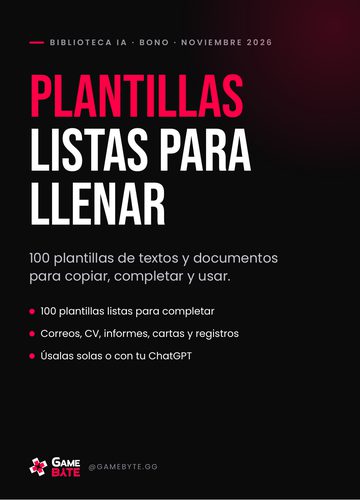 BIBLIOTECA IA · BONO · NOVIEMBRE 2026
PLANTILLAS
LISTAS PARA
LLENAR
100 plantillas de textos y documentos
para copiar, completar y usar.
100 plantillas listas para completar
Correos, CV, informes, cartas y registros
Úsalas solas o con tu ChatGPT
GAME
BYTE
@GAMEBYTE.GG